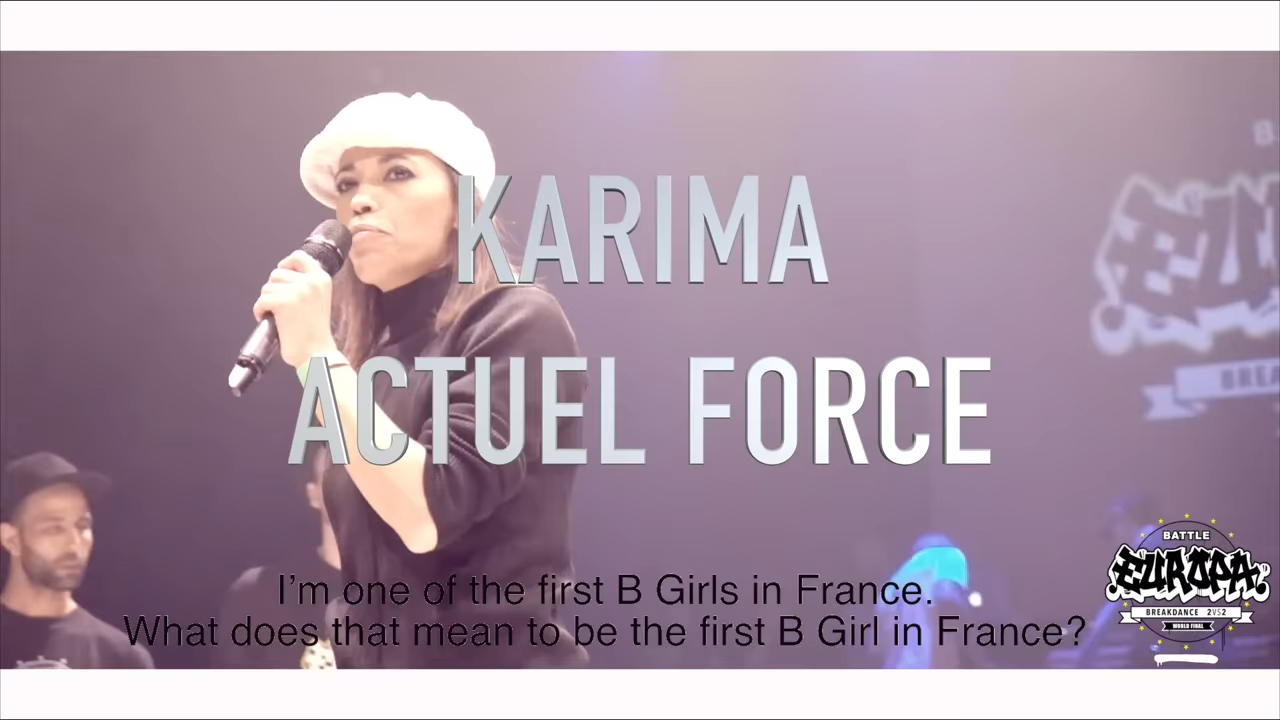 KARIMA
ACTUEL FORCE
I'm one of the first B Girls in France.
What does that mean to be the first B Girl in France?
BATTLE
EUROPA
BREAKDANCE 2VS2
WORLD FINAL